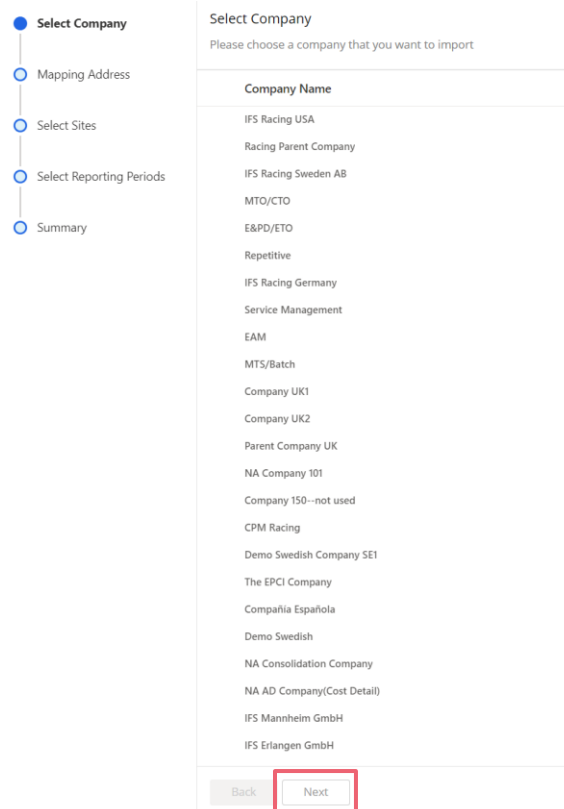 Select Company
Mapping Address
Select Sites
Select Reporting Periods
Summary
Select Company
Please choose a company that you want to import
Company Name
IFS Racing USA
Racing Parent Company
IFS Racing Sweden AB
MTO/CTO
E&PD/ETO
Repetitive
IFS Racing Germany
Service Management
EAM
MTS/Batch
Company UK1
Company UK2
Parent Company UK
NA Company 101
Company 150--not used
CPM Racing
Demo Swedish Company SE1
The EPCI Company
Compañia Española
Demo Swedish
NA Consolidation Company
NA AD Company(Cost Detail)
IFS Mannheim GmbH
IFS Erlangen GmbH
Back
Next